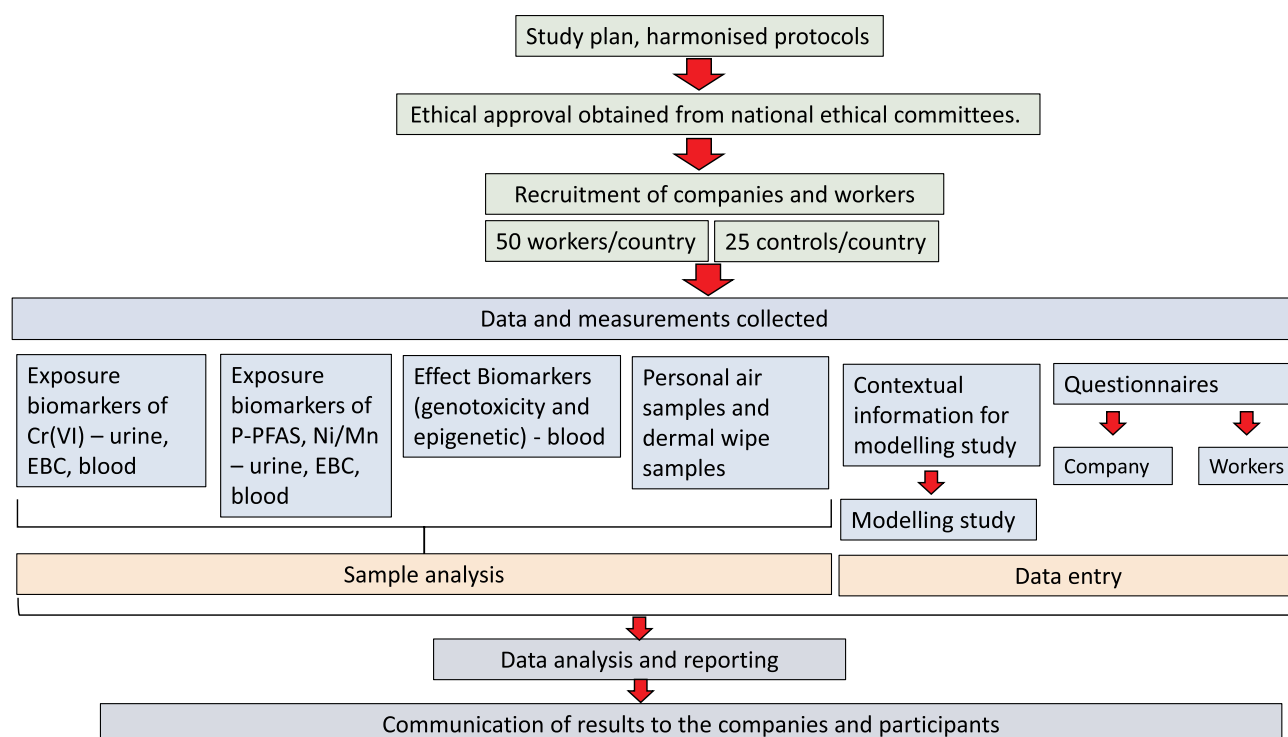 Study plan, harmonised protocols
Ethical approval obtained from national ethical committees.
Recruitment of companies and workers
50 workers/country
25 controls/country
Data and measurements collected
Exposure
biomarkers of
Cr(VI) – urine,
EBC, blood
Exposure
biomarkers of
P-PFAS, Ni/Mn
– urine, EBC,
blood
Effect Biomarkers
(genotoxicity and
epigenetic) - blood
Personal air
samples and
dermal wipe
samples
Contextual
information for
modelling study
Modelling study
Questionnaires
Company
Workers
Sample analysis
Data entry
Data analysis and reporting
Communication of results to the companies and participants